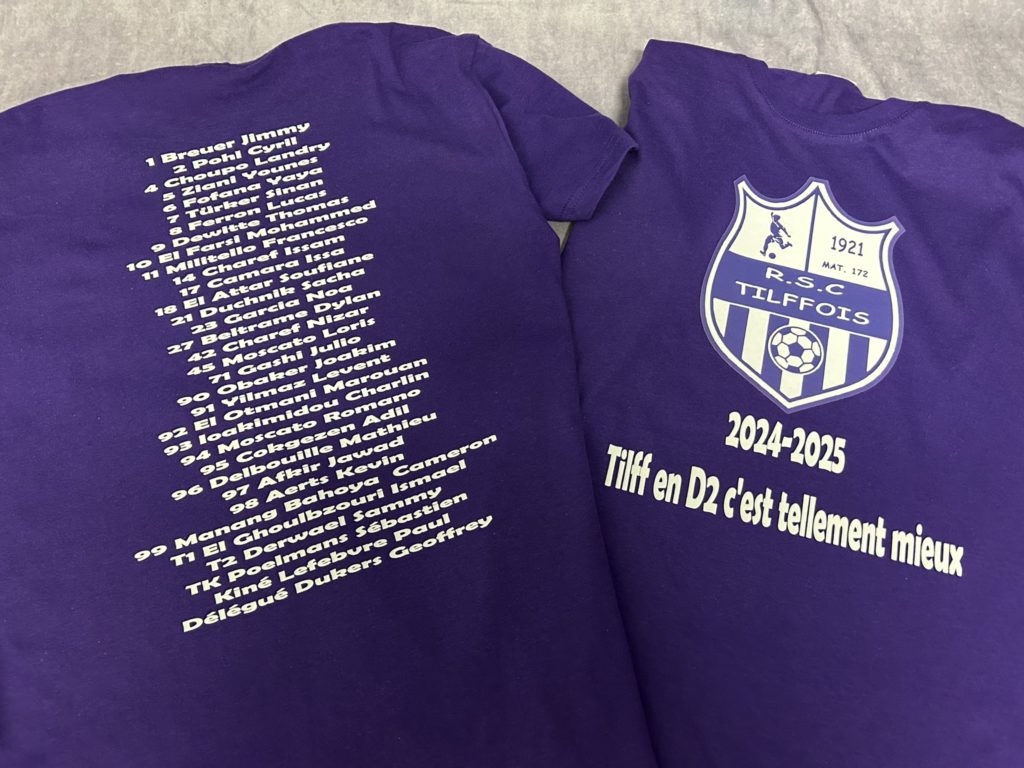 1 Breuer Jimmy
2 Pohl Cyril
4 Choupo Landry
5 Ziani Younes
6 Fofana Yaya
7 Türker Sinan
8 Ferron Lucas
9 Dewitte Thomas
10 El Farsi Mohammed
11 Militello Francesco
14 Charef Issam
17 Camara Issa
18 El Attar Soufiane
21 Duchnik Sacha
23 Garcia Noa
27 Beltrame Dylan
42 Charef Nizar
45 Moscato Loris
71 Gashi Julio
90 Obaker Joakim
91 Yilmaz Levent
92 El Otmani Marouan
93 Ioakimidou Charlin
94 Moscato Romano
95 Cokgezen Adil
96 Delbouille Mathieu
97 Afkir Jawad
98 Aerts Kevin
99 Manang Bahoya Cameron
T1 El Ghoulbzouri Ismael
T2 Derwael Sammy
TK Poelmans Sébastien
Kiné Lefebvre Paul
Délégué Dukers Geoffrey
1921
MAT. 172
R.S.C
TILFFOIS
2024-2025
Tilff en D2 c'est tellement mieux